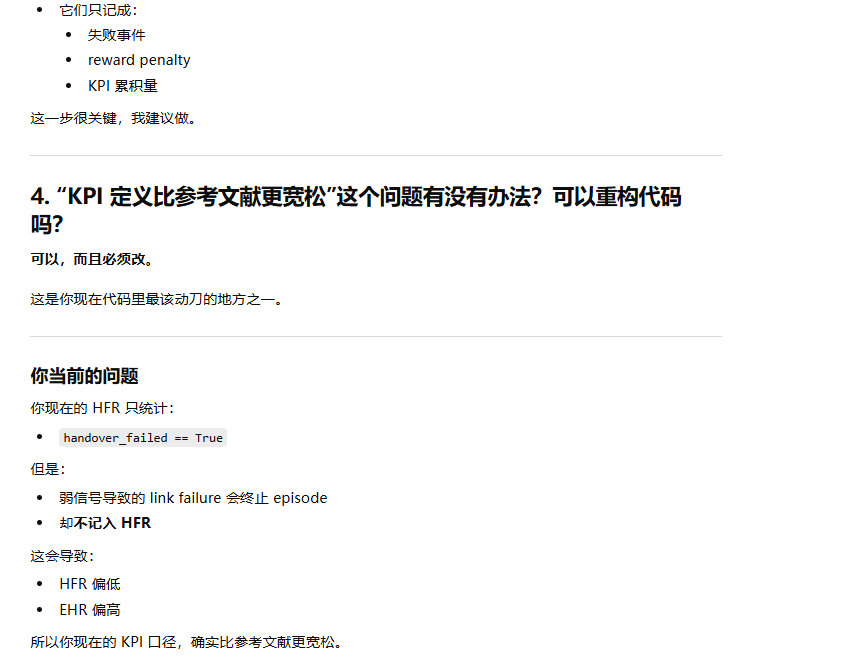 它们只记成：
失败事件
reward penalty
KPI 累积量
这一步很关键，我建议做。
4. “KPI 定义比参考文献更宽松”这个问题有没有办法？可以重构代码
吗？
可以，而且必须改。
这是你现在代码里最该动刀的地方之一。
你当前的问题
你现在的 HFR 只统计：
handover_failed == True
但是：
弱信号导致的 link failure 会终止 episode
却不记入 HFR
这会导致：
HFR 偏低
EHR 偏高
所以你现在的 KPI 口径，确实比参考文献更宽松。